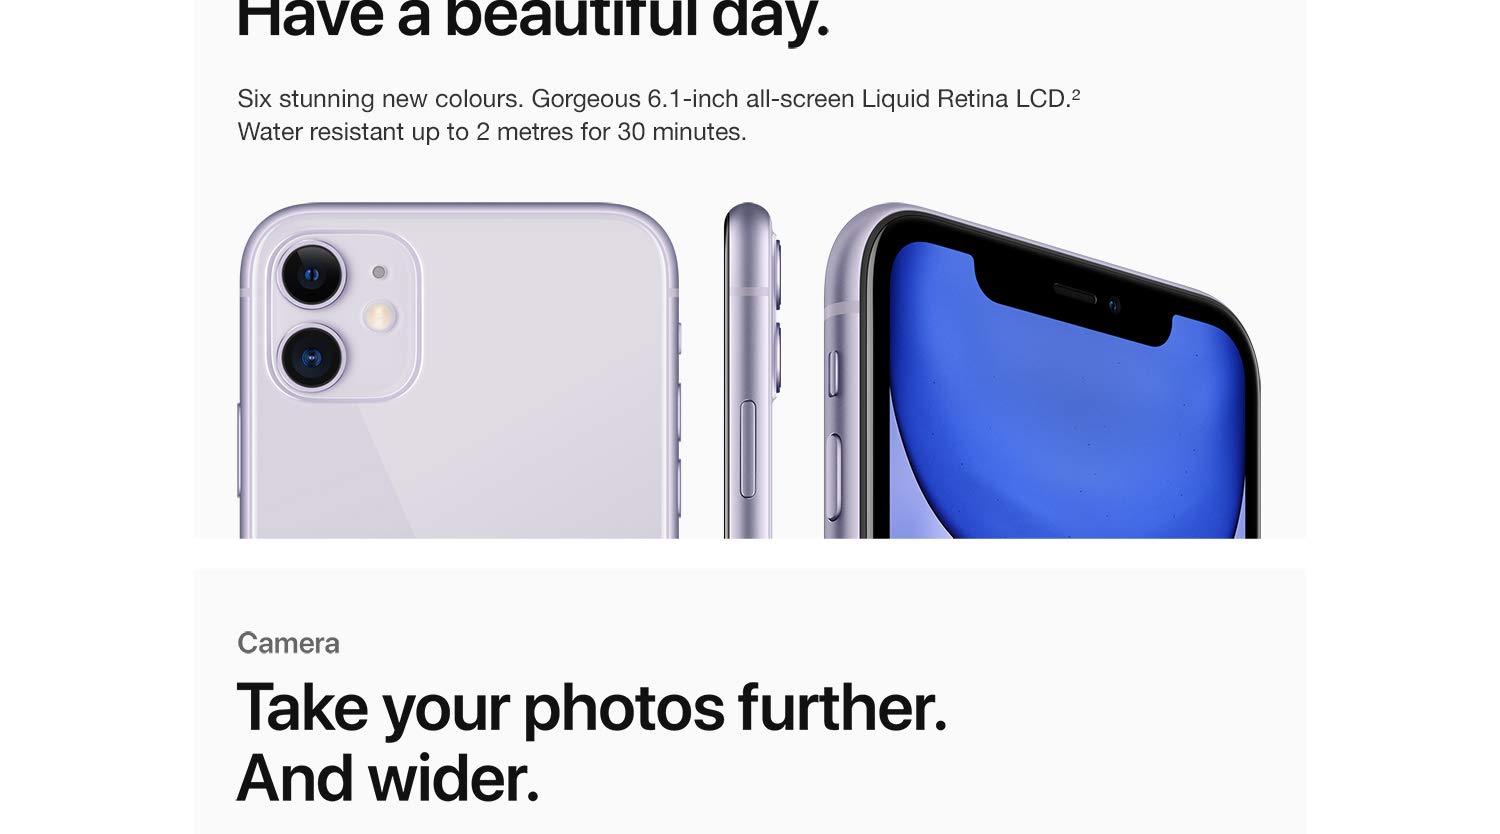 Have a beautiful day.
Six stunning new colours. Gorgeous 6.1-inch all-screen Liquid Retina LCD.²
Water resistant up to 2 metres for 30 minutes.
Camera
Take your photos further.
And wider.